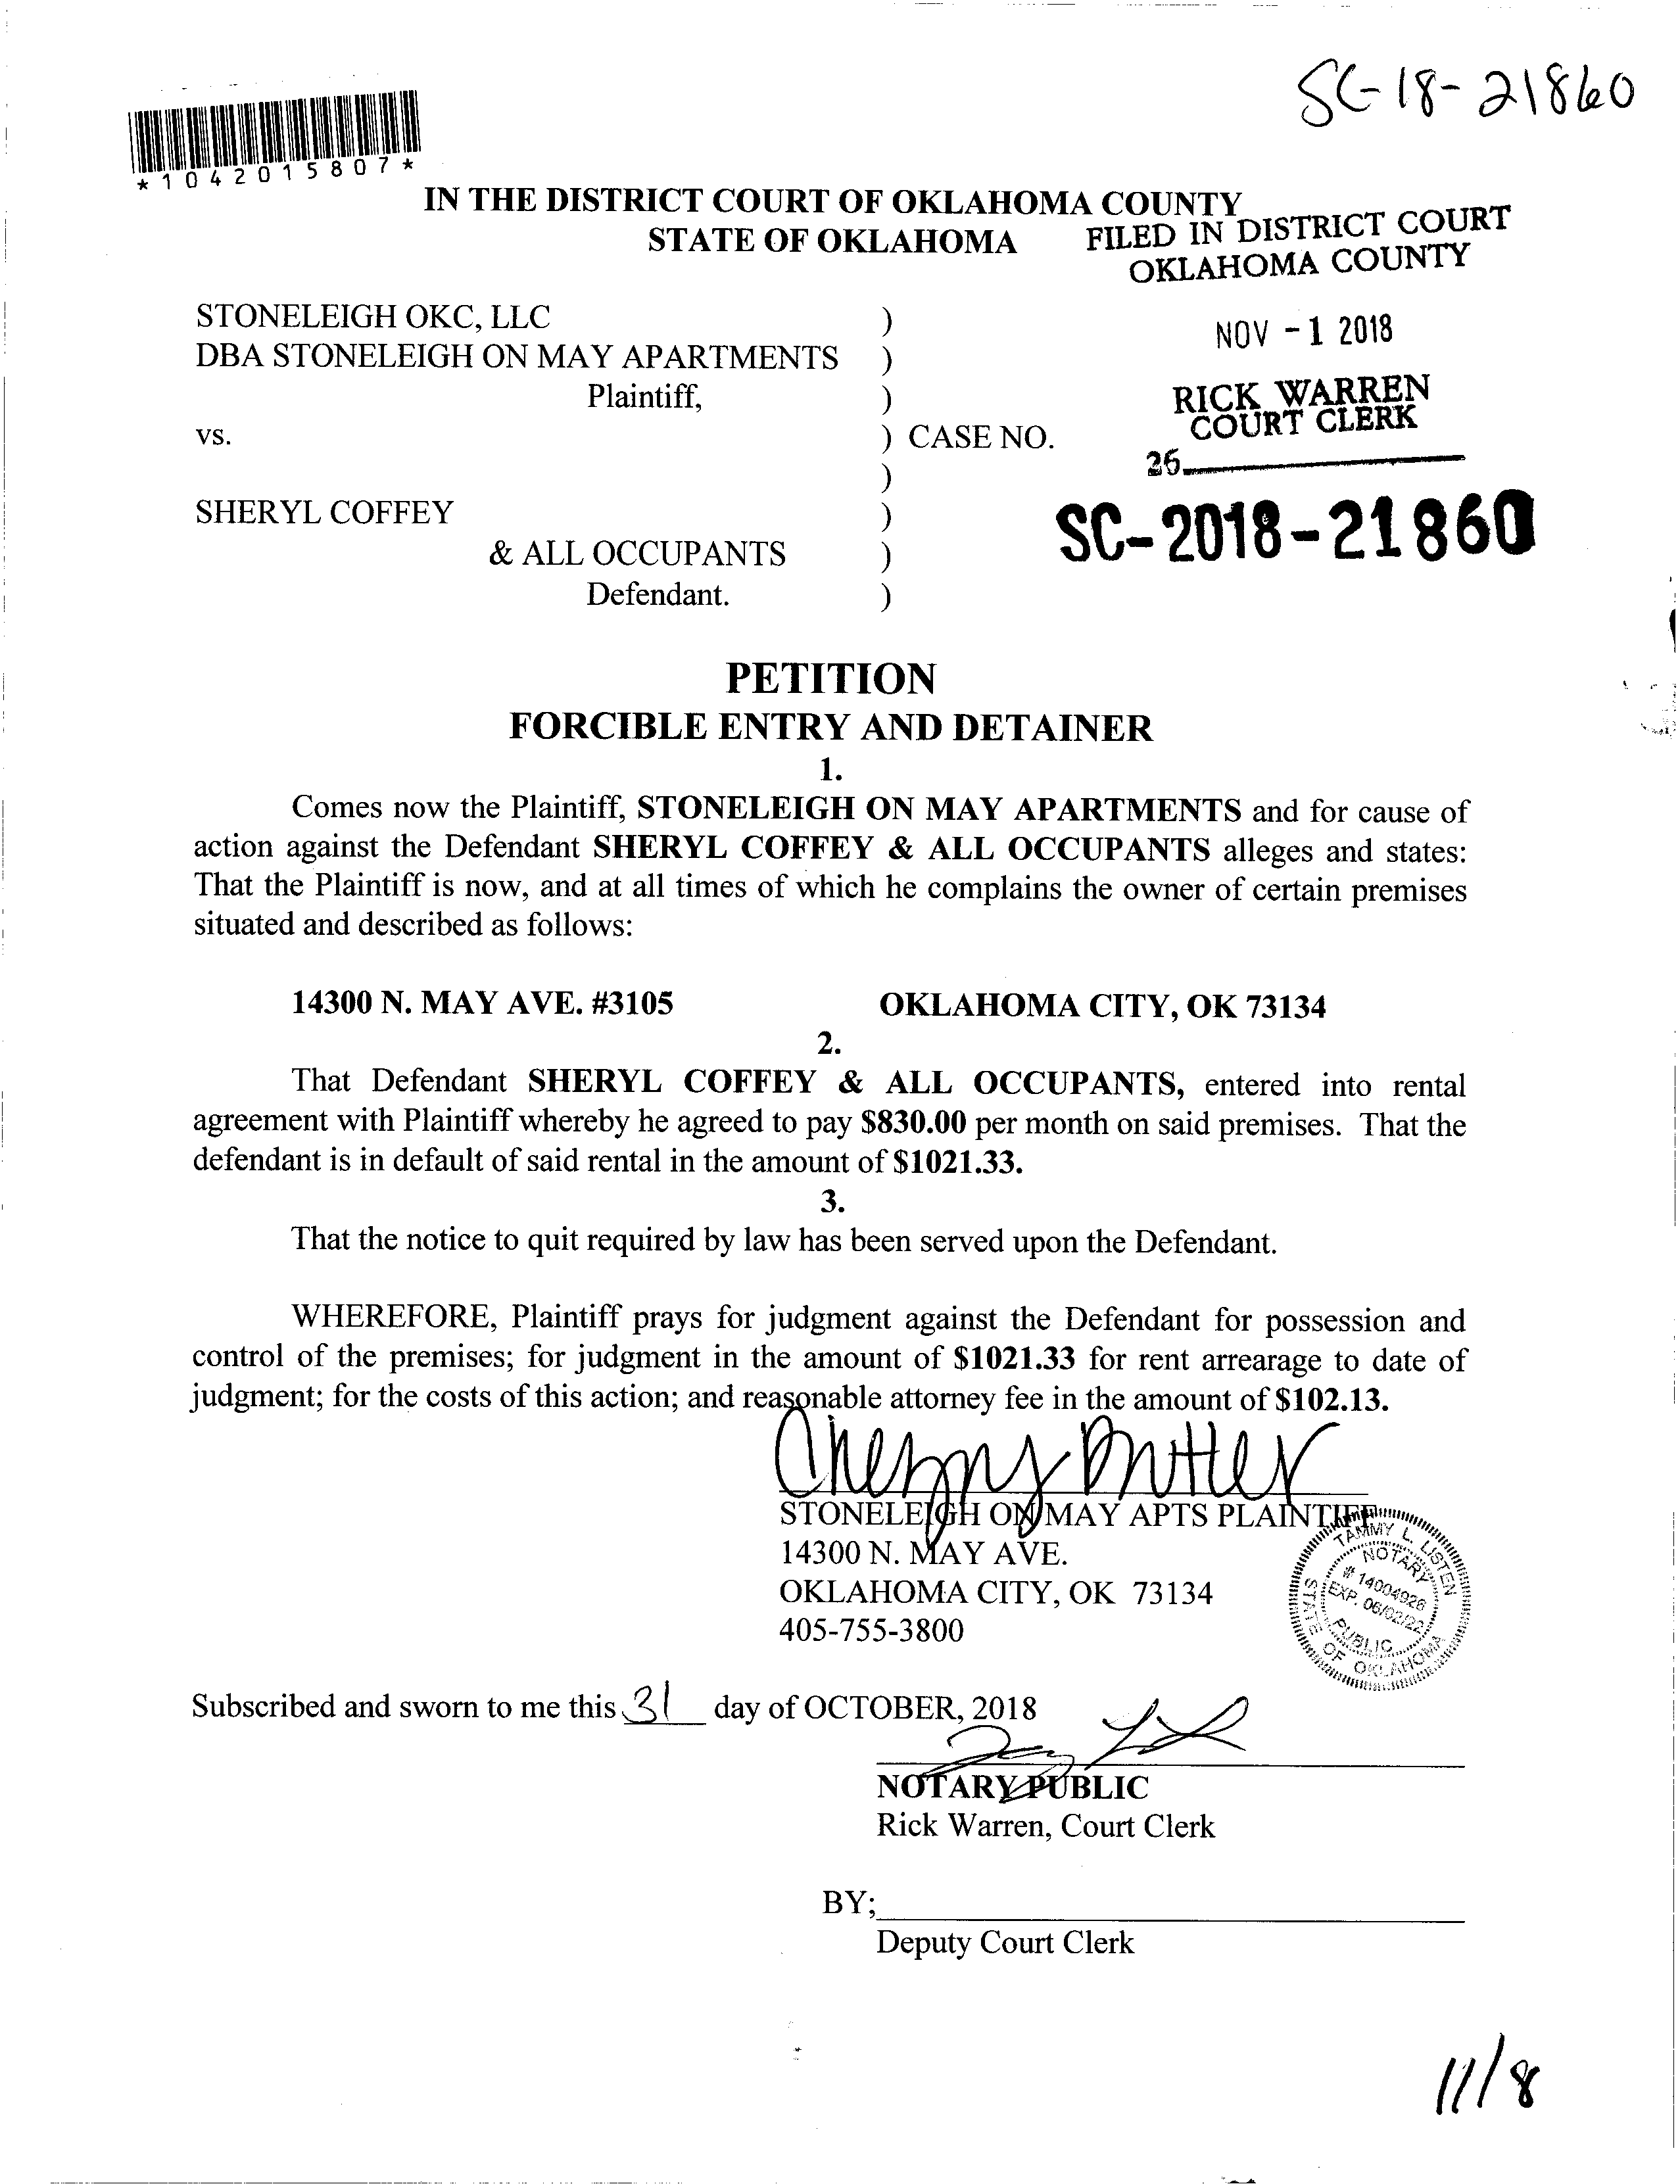 SC-18-21860
*1042015807*
IN THE DISTRICT COURT OF OKLAHOMA COUNTY
STATE OF OKLAHOMA
FILED IN DISTRICT COURT
OKLAHOMA COUNTY
STONELEIGH OKC, LLC )
NOV -1 2018
DBA STONELEIGH ON MAY APARTMENTS )
Plaintiff, )
RICK WARREN
COURT CLERK
vs. ) CASE NO.
26
)
SHERYL COFFEY )
SC-2018-21860
& ALL OCCUPANTS )
Defendant. )
PETITION
FORCIBLE ENTRY AND DETAINER
1.
Comes now the Plaintiff, STONELEIGH ON MAY APARTMENTS and for cause of
action against the Defendant SHERYL COFFEY & ALL OCCUPANTS alleges and states:
That the Plaintiff is now, and at all times of which he complains the owner of certain premises
situated and described as follows:
14300 N. MAY AVE. #3105 OKLAHOMA CITY, OK 73134
2.
That Defendant SHERYL COFFEY & ALL OCCUPANTS, entered into rental
agreement with Plaintiff whereby he agreed to pay $830.00 per month on said premises. That the
defendant is in default of said rental in the amount of $1021.33.
3.
That the notice to quit required by law has been served upon the Defendant.
WHEREFORE, Plaintiff prays for judgment against the Defendant for possession and
control of the premises; for judgment in the amount of $1021.33 for rent arrearage to date of
judgment; for the costs of this action; and reasonable attorney fee in the amount of $102.13.
STONELEIGH ON MAY APTS PLAINTIFF
14300 N. MAY AVE.
OKLAHOMA CITY, OK 73134
405-755-3800
TAMMY L. LISTEN
NOTARY
# 14004926
EXP. 06/02/22
PUBLIC
STATE OF OKLAHOMA
Subscribed and sworn to me this 31 day of OCTOBER, 2018
NOTARY PUBLIC
Rick Warren, Court Clerk
BY;
Deputy Court Clerk
11/8